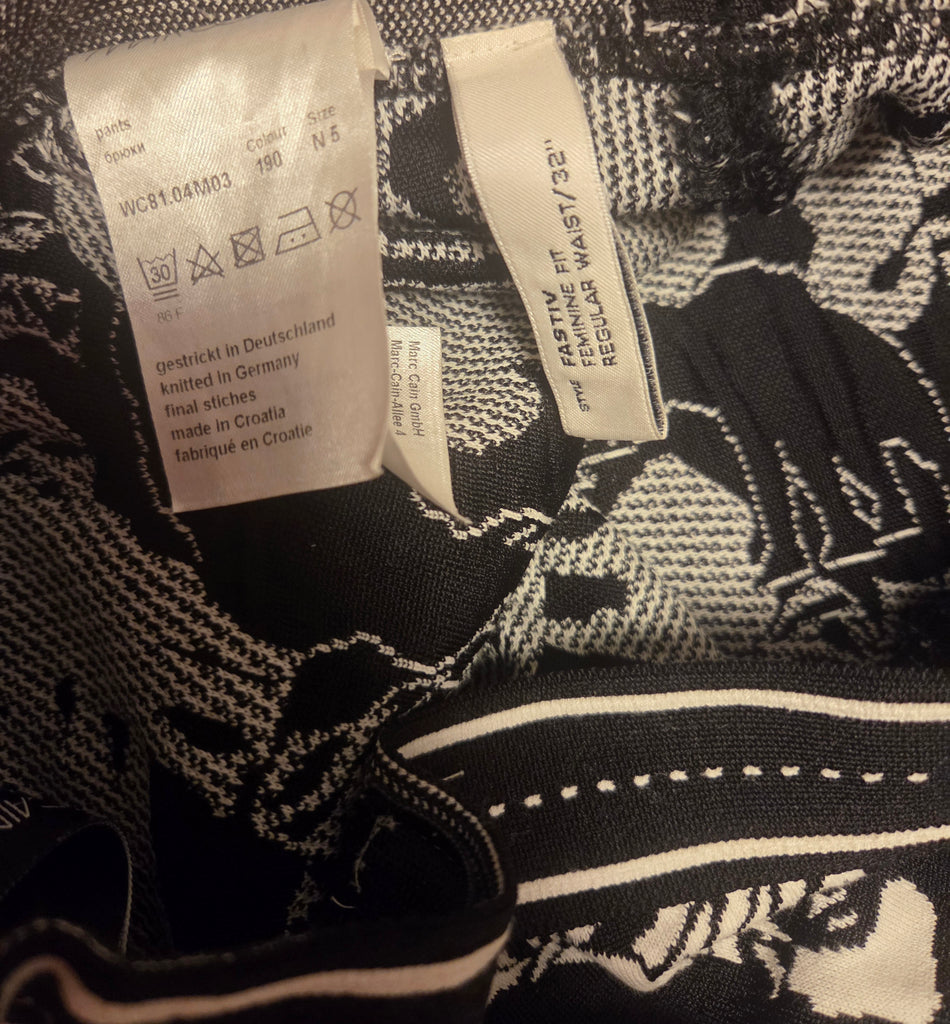 pants
брюки
Colour Size
WC81.04M03 190 N 5
30
86 F
gestrickt in Deutschland
knitted in Germany
final stiches
made in Croatia
fabriqué en Croatie
Marc Cain GmbH
Marc-Cain-Allee 4
STYLE FASTIV
FEMININE FIT
REGULAR WAIST/32"